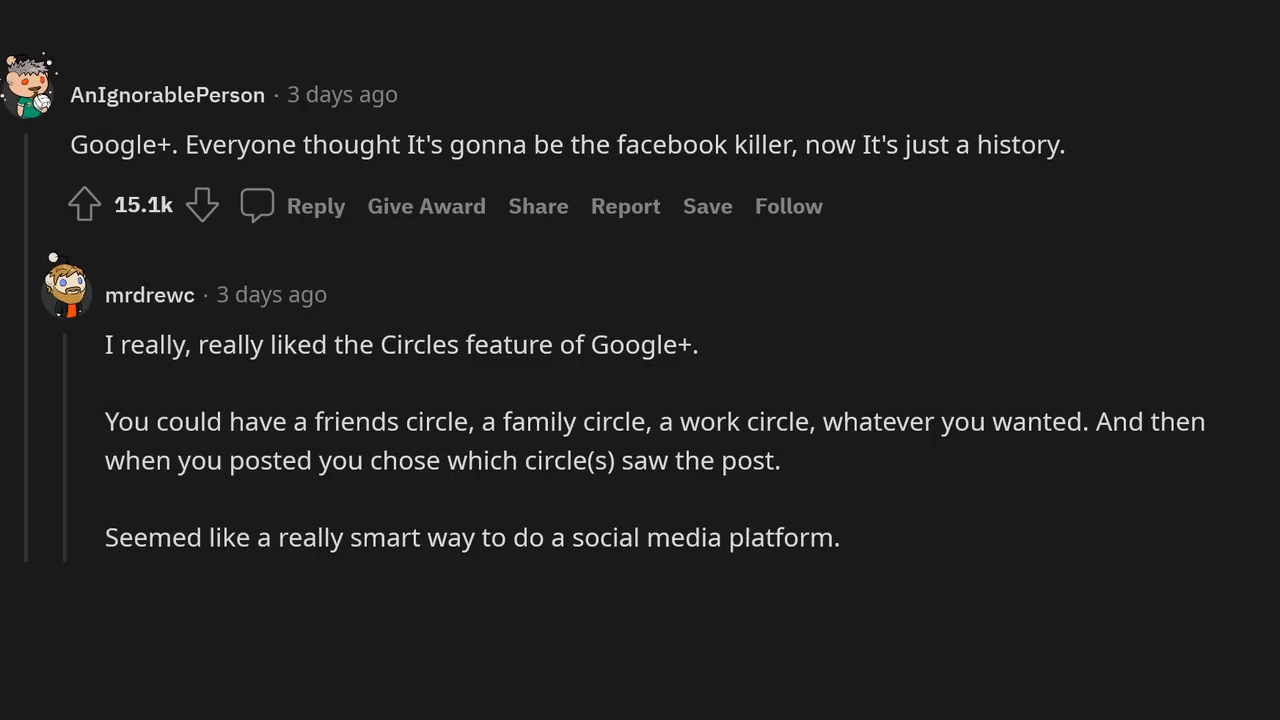 AnIgnorablePerson · 3 days ago
Google+. Everyone thought It's gonna be the facebook killer, now It's just a history.
15.1k Reply Give Award Share Report Save Follow
mrdrewc · 3 days ago
I really, really liked the Circles feature of Google+.
You could have a friends circle, a family circle, a work circle, whatever you wanted. And then
when you posted you chose which circle(s) saw the post.
Seemed like a really smart way to do a social media platform.